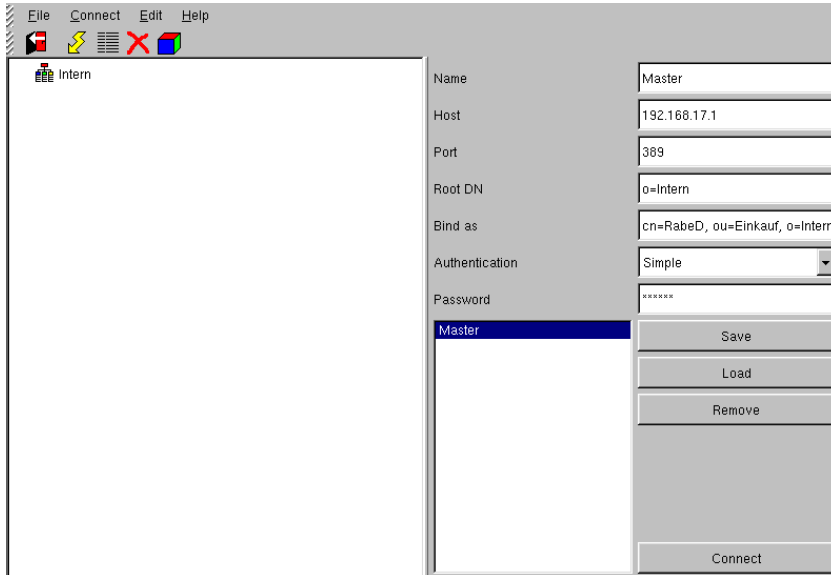 File Connect Edit Help
Intern
Name Master
Host 192.168.17.1
Port 389
Root DN o=Intern
Bind as cn=RabeD, ou=Einkauf, o=Intern
Authentication Simple
Password ******
Master
Save
Load
Remove
Connect